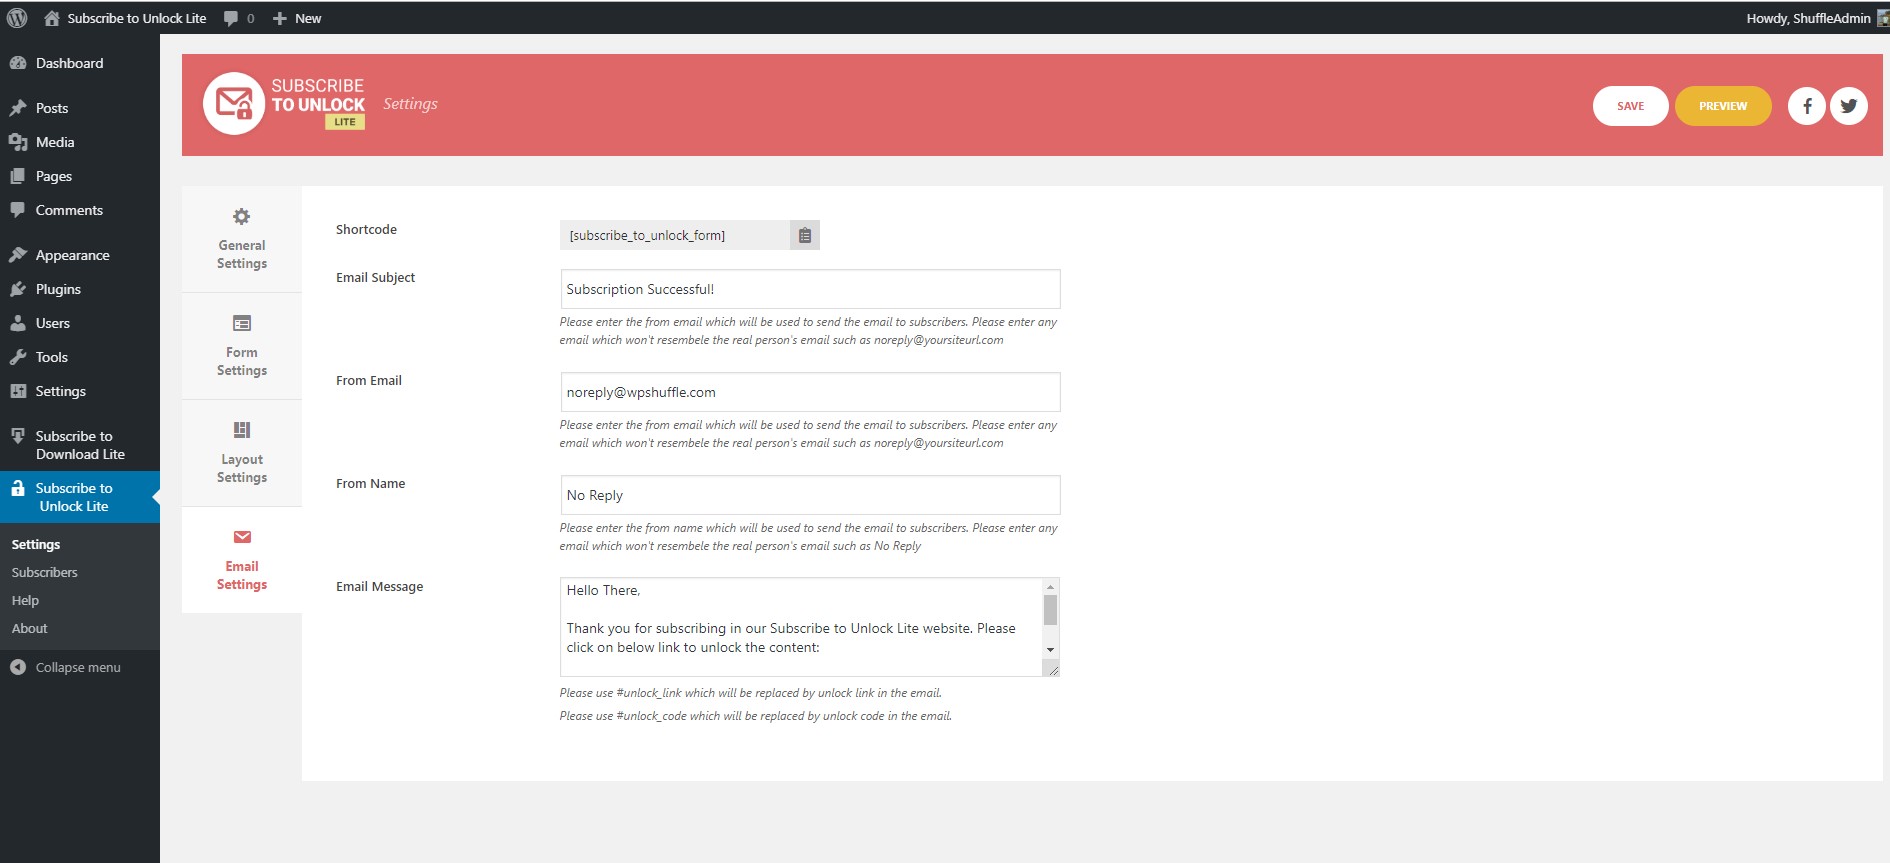 Subscribe to Unlock Lite
0
New
Howdy, ShuffleAdmin
Dashboard
Posts
Media
Pages
Comments
Appearance
Plugins
Users
Tools
Settings
Subscribe to
Download Lite
Subscribe to
Unlock Lite
Settings
Subscribers
Help
About
Collapse menu
SUBSCRIBE
TO UNLOCK
LITE
Settings
SAVE
PREVIEW
General
Settings
Form
Settings
Layout
Settings
Email
Settings
Shortcode
[subscribe_to_unlock_form]
Email Subject
Subscription Successful!
Please enter the from email which will be used to send the email to subscribers. Please enter any
email which won't resembele the real person's email such as noreply@yoursiteurl.com
From Email
noreply@wpshuffle.com
Please enter the from email which will be used to send the email to subscribers. Please enter any
email which won't resembele the real person's email such as noreply@yoursiteurl.com
From Name
No Reply
Please enter the from name which will be used to send the email to subscribers. Please enter any
email which won't resembele the real person's email such as No Reply
Email Message
Hello There,
Thank you for subscribing in our Subscribe to Unlock Lite website. Please
click on below link to unlock the content:
Please use #unlock_link which will be replaced by unlock link in the email.
Please use #unlock_code which will be replaced by unlock code in the email.